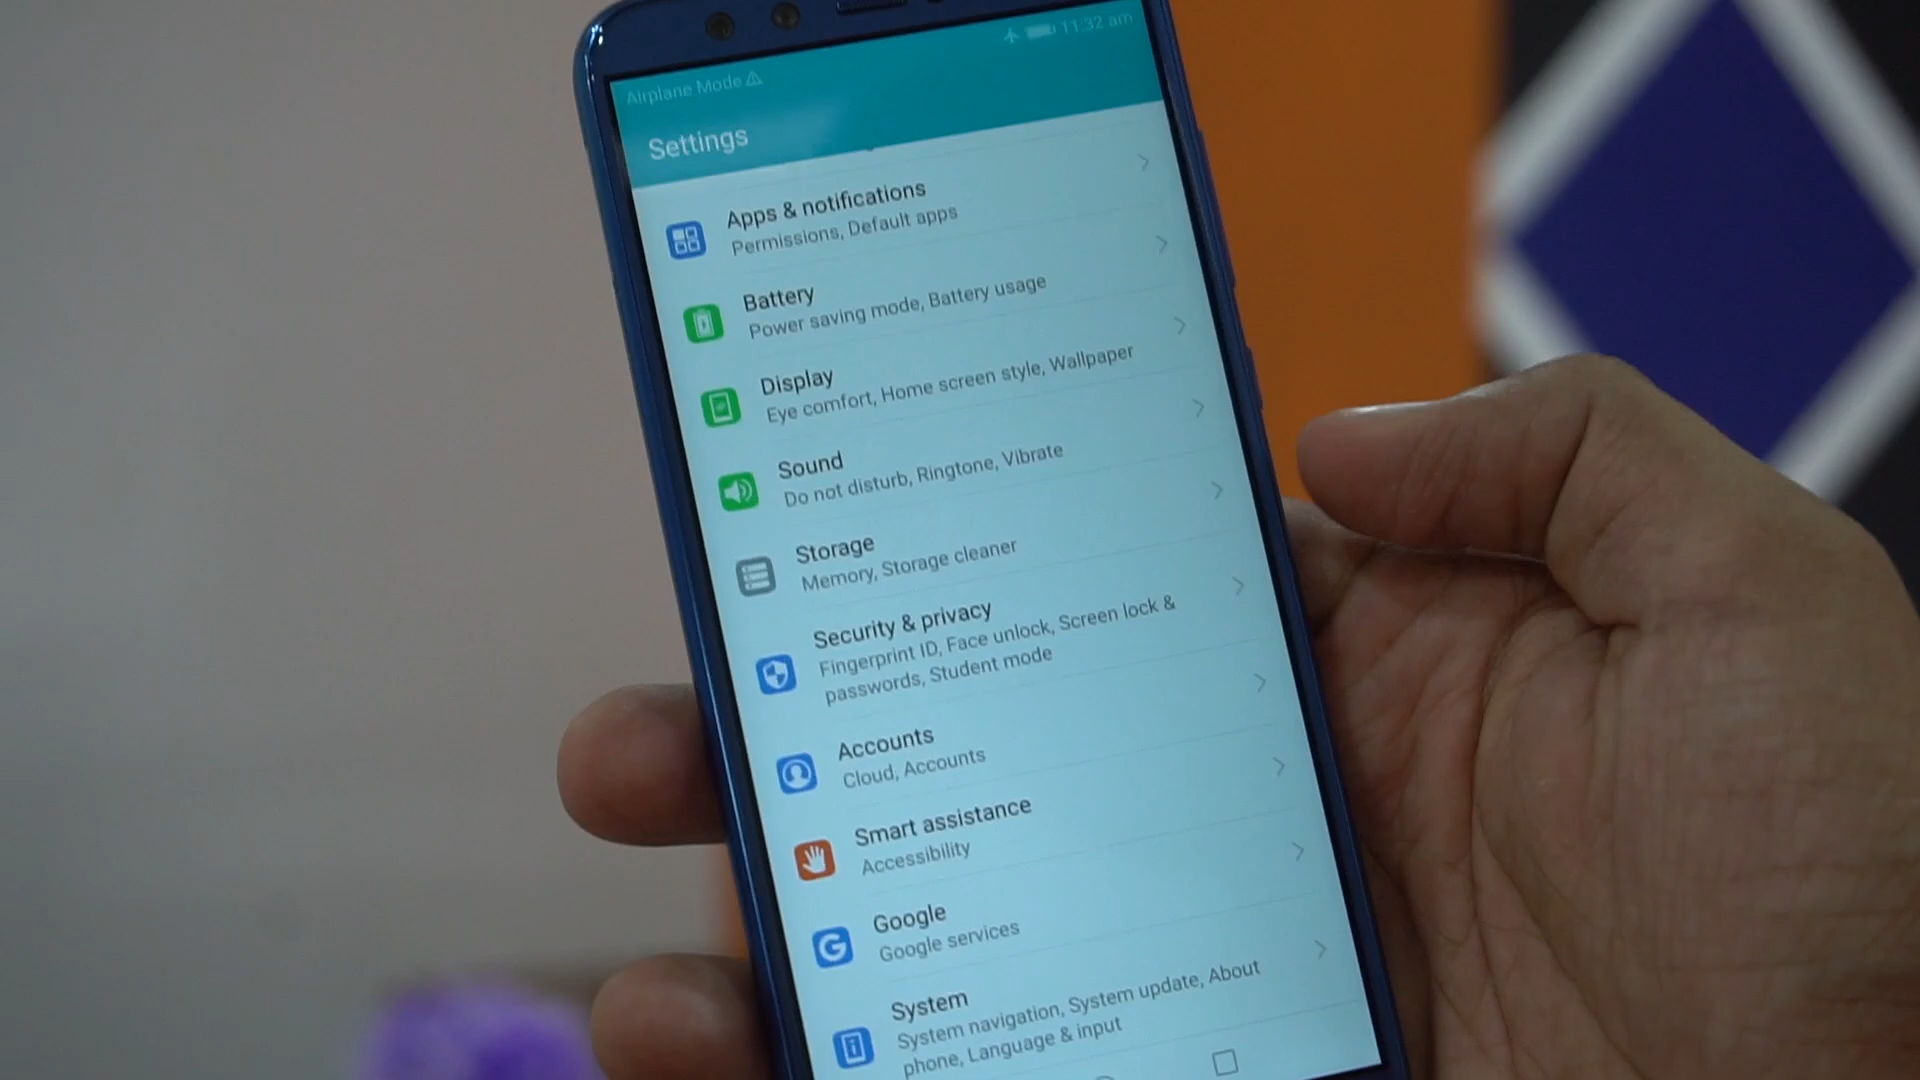 Airplane Mode
11:32 am
Settings
Apps & notifications
Permissions, Default apps
Battery
Power saving mode, Battery usage
Display
Eye comfort, Home screen style, Wallpaper
Sound
Do not disturb, Ringtone, Vibrate
Storage
Memory, Storage cleaner
Security & privacy
Fingerprint ID, Face unlock, Screen lock &
passwords, Student mode
Accounts
Cloud, Accounts
Smart assistance
Accessibility
Google
Google services
System
System navigation, System update, About
phone, Language & input